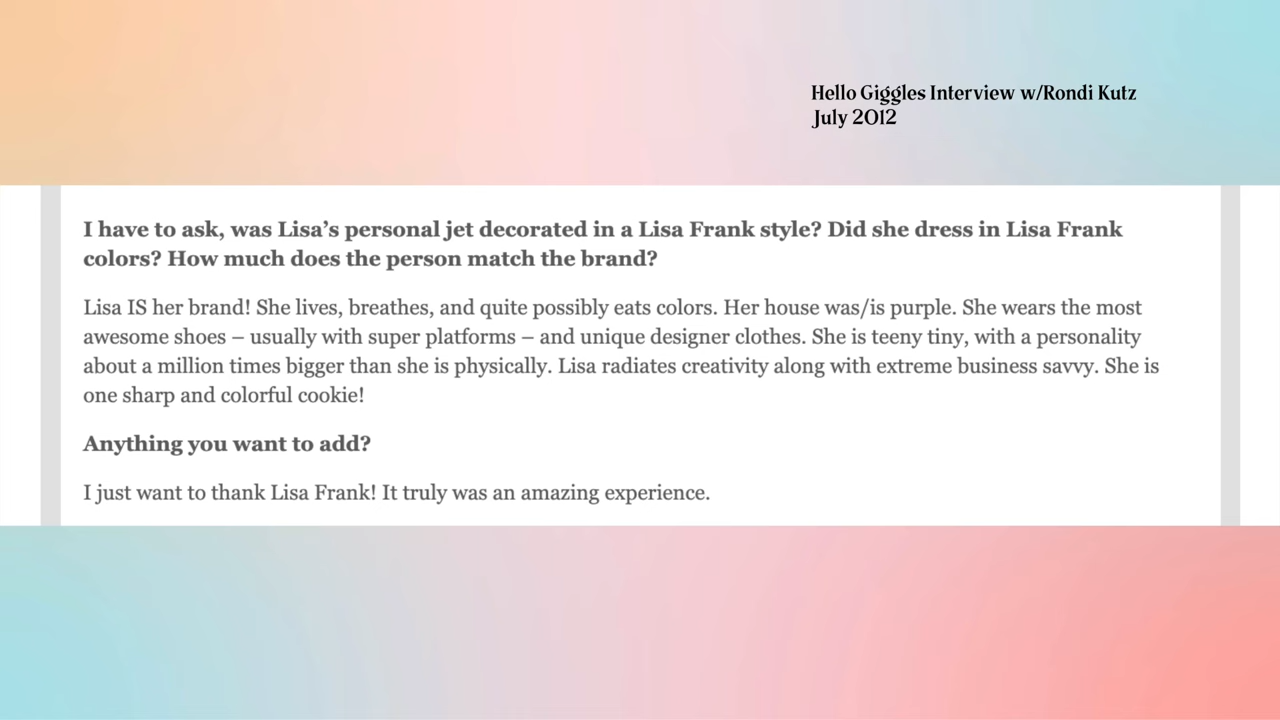 Hello Giggles Interview w/Rondi Kutz
July 2012
I have to ask, was Lisa’s personal jet decorated in a Lisa Frank style? Did she dress in Lisa Frank
colors? How much does the person match the brand?
Lisa IS her brand! She lives, breathes, and quite possibly eats colors. Her house was/is purple. She wears the most
awesome shoes – usually with super platforms – and unique designer clothes. She is teeny tiny, with a personality
about a million times bigger than she is physically. Lisa radiates creativity along with extreme business savvy. She is
one sharp and colorful cookie!
Anything you want to add?
I just want to thank Lisa Frank! It truly was an amazing experience.